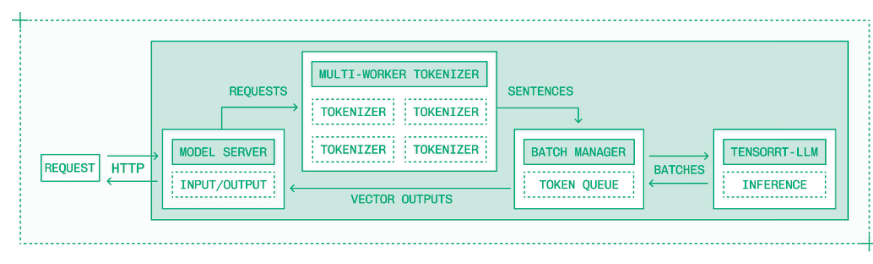 MULTI-WORKER TOKENIZER
REQUESTS
SENTENCES
TOKENIZER
TOKENIZER
TOKENIZER
TOKENIZER
REQUEST
HTTP
MODEL SERVER
INPUT/OUTPUT
BATCH MANAGER
TOKEN QUEUE
BATCHES
TENSORRT-LLM
INFERENCE
VECTOR OUTPUTS